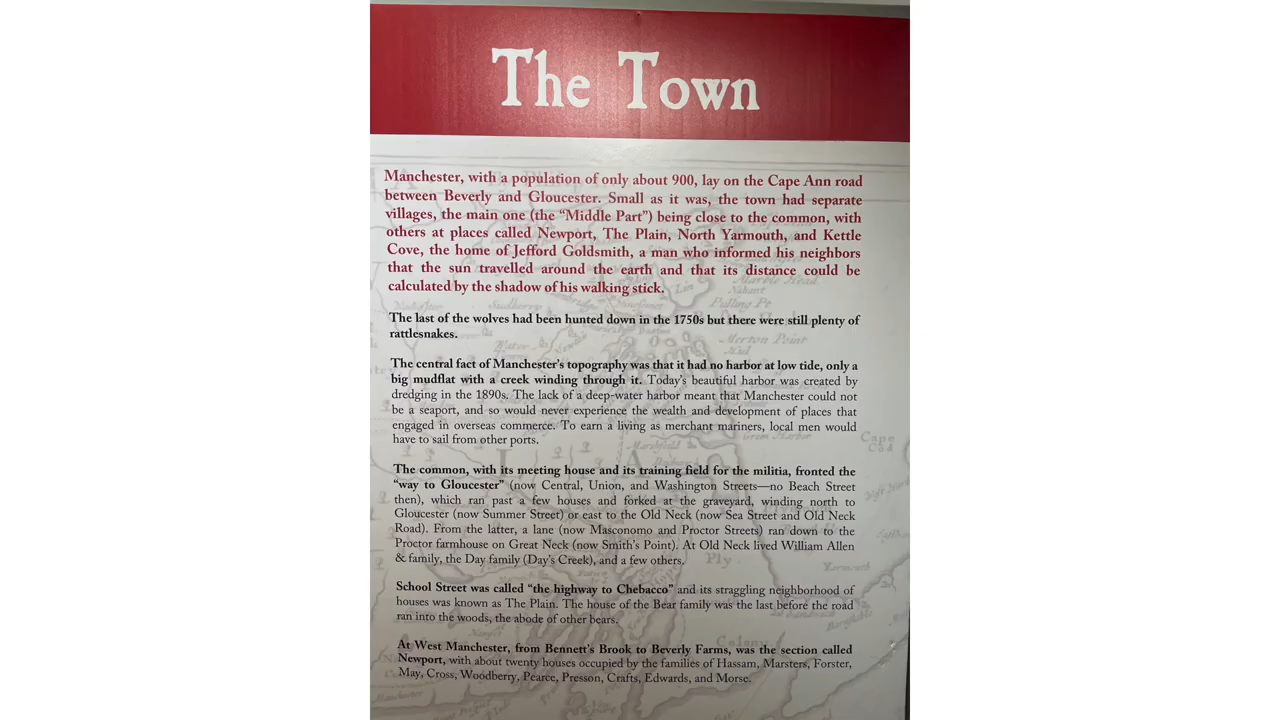 The Town
Manchester, with a population of only about 900, lay on the Cape Ann road
between Beverly and Gloucester. Small as it was, the town had separate
villages, the main one (the “Middle Part”) being close to the common, with
others at places called Newport, The Plain, North Yarmouth, and Kettle
Cove, the home of Jefford Goldsmith, a man who informed his neighbors
that the sun travelled around the earth and that its distance could be
calculated by the shadow of his walking stick.
The last of the wolves had been hunted down in the 1750s but there were still plenty of
rattlesnakes.
The central fact of Manchester’s topography was that it had no harbor at low tide, only a
big mudflat with a creek winding through it. Today’s beautiful harbor was created by
dredging in the 1890s. The lack of a deep-water harbor meant that Manchester could not
be a seaport, and so would never experience the wealth and development of places that
engaged in overseas commerce. To earn a living as merchant mariners, local men would
have to sail from other ports.
The common, with its meeting house and its training field for the militia, fronted the
“way to Gloucester” (now Central, Union, and Washington Streets—no Beach Street
then), which ran past a few houses and forked at the graveyard, winding north to
Gloucester (now Summer Street) or east to the Old Neck (now Sea Street and Old Neck
Road). From the latter, a lane (now Masconomo and Proctor Streets) ran down to the
Proctor farmhouse on Great Neck (now Smith’s Point). At Old Neck lived William Allen
& family, the Day family (Day’s Creek), and a few others.
School Street was called “the highway to Chebacco” and its straggling neighborhood of
houses was known as The Plain. The house of the Bear family was the last before the road
ran into the woods, the abode of other bears.
At West Manchester, from Bennett’s Brook to Beverly Farms, was the section called
Newport, with about twenty houses occupied by the families of Hassam, Marsters, Forster,
May, Cross, Woodberry, Pearce, Presson, Crafts, Edwards, and Morse.
Marble Head
Nahant
Pulling Pt
Merton Point
Grim Harbor
Cape
Cod
Ply
Colony